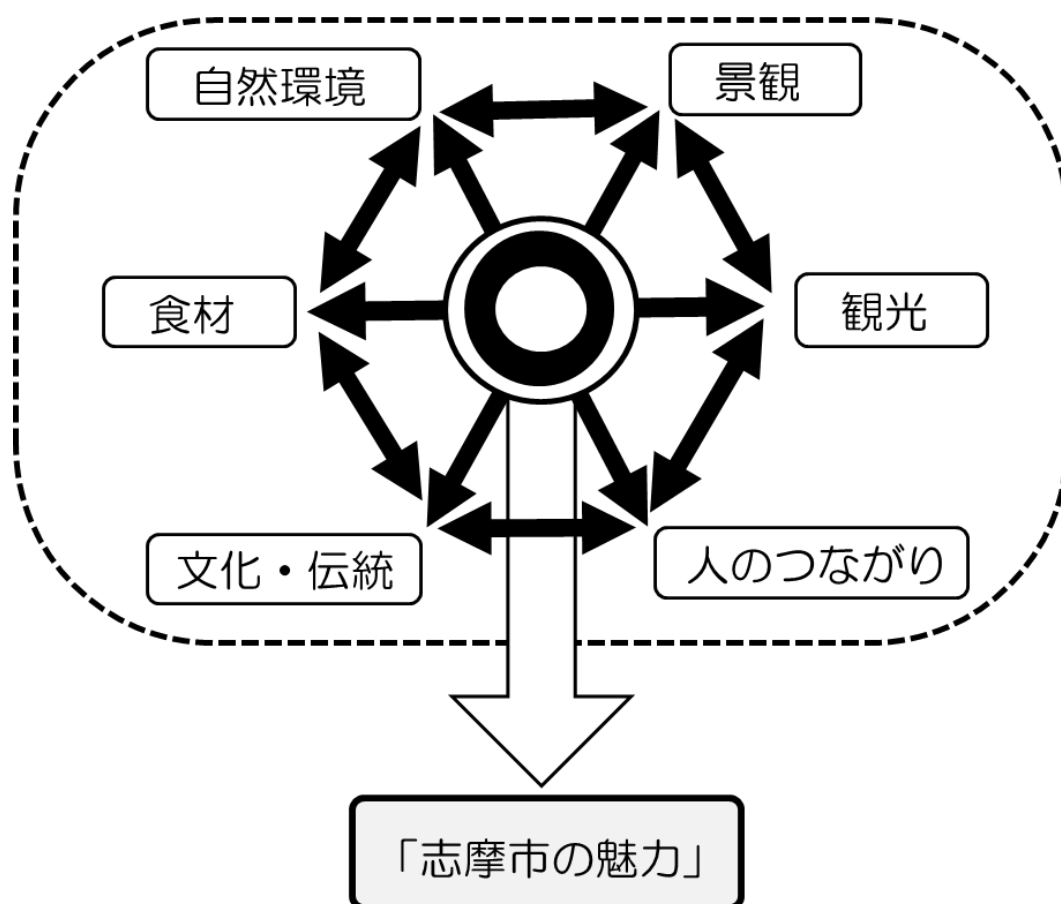 自然環境
景観
食材
観光
文化・伝統
人のつながり
「志摩市の魅力」